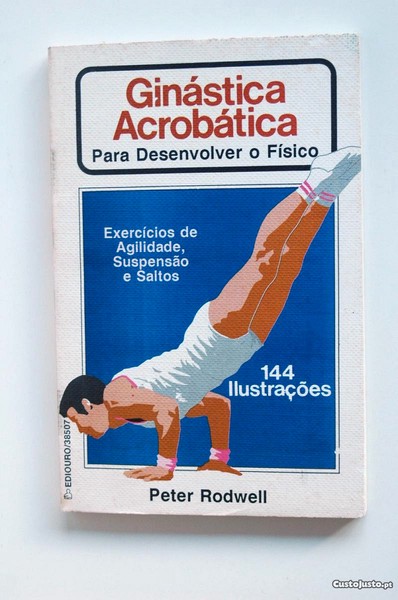 Ginástica
Acrobática
Para Desenvolver o Físico
Exercícios de
Agilidade,
Suspensão
e Saltos
144
Ilustrações
EDIOURO/38507
Peter Rodwell
CustoJusto.pt